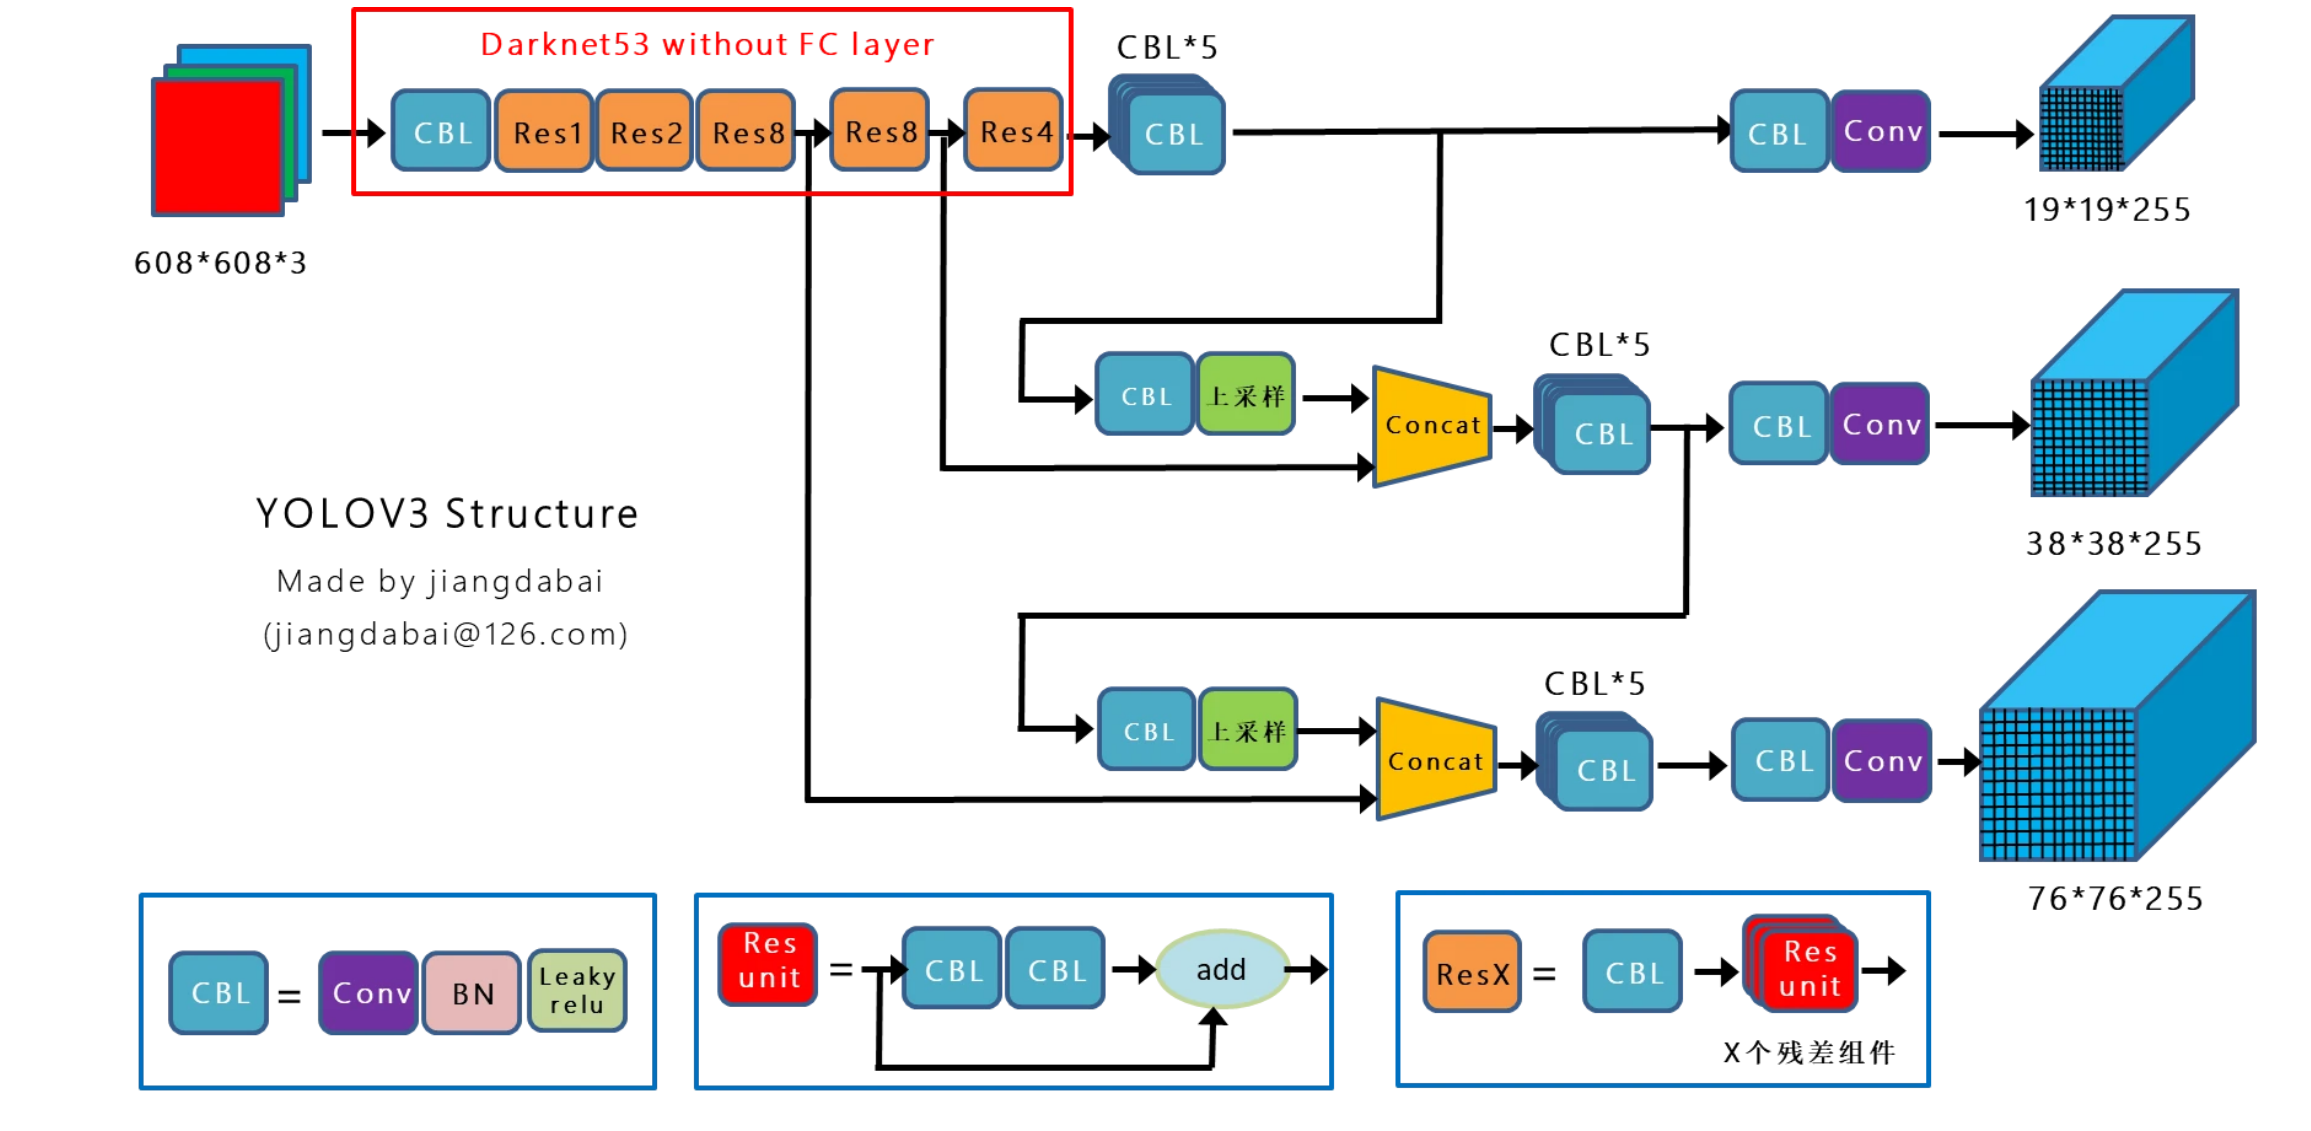 Darknet53 without FC layer
CBL*5
CBL
Res1
Res2
Res8
Res8
Res4
CBL
CBL
Conv
19*19*255
608*608*3
CBL*5
CBL
上采样
Concat
CBL
CBL
Conv
38*38*255
YOLOV3 Structure
Made by jiangdabai
(jiangdabai@126.com)
CBL*5
CBL
上采样
Concat
CBL
CBL
Conv
76*76*255
CBL
=
Conv
BN
Leaky
relu
Res
unit
=
CBL
CBL
add
ResX
=
CBL
Res
unit
X个残差组件